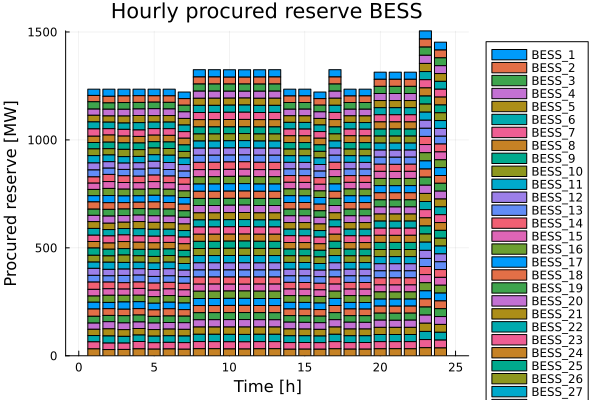 Hourly procured reserve BESS
1500
1000
500
0
Procured reserve [MW]
0 5 10 15 20 25
Time [h]
BESS_1
BESS_2
BESS_3
BESS_4
BESS_5
BESS_6
BESS_7
BESS_8
BESS_9
BESS_10
BESS_11
BESS_12
BESS_13
BESS_14
BESS_15
BESS_16
BESS_17
BESS_18
BESS_19
BESS_20
BESS_21
BESS_22
BESS_23
BESS_24
BESS_25
BESS_26
BESS_27